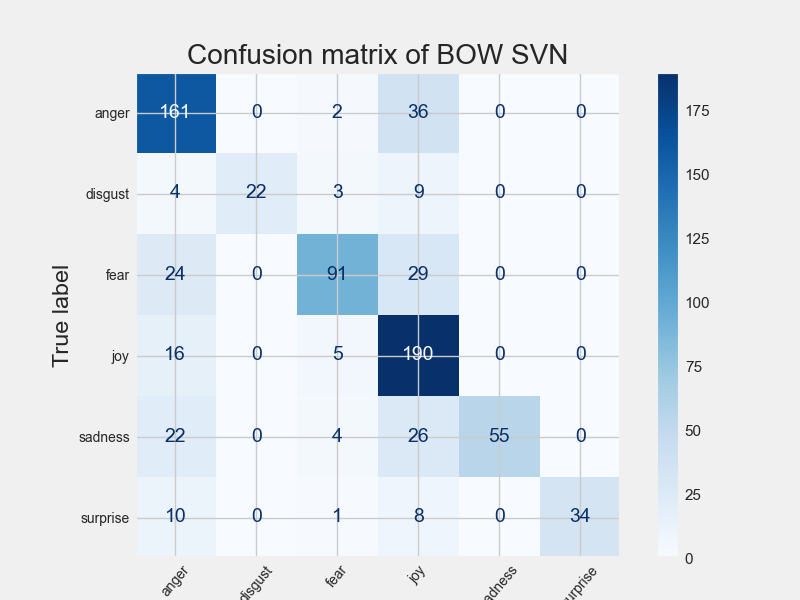 Confusion matrix of BOW SVN
anger 161 0 2 36 0 0
disgust 4 22 3 9 0 0
fear 24 0 91 29 0 0
joy 16 0 5 190 0 0
sadness 22 0 4 26 55 0
surprise 10 0 1 8 0 34
True label
anger disgust fear joy adness urprise
175
150
125
100
75
50
25
0